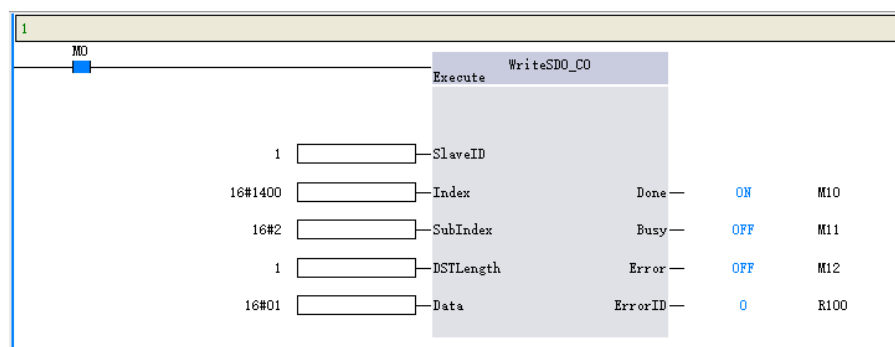 1
M0
WriteSDO_CO
Execute
1 SlaveID
16#1400 Index Done ON M10
16#2 SubIndex Busy OFF M11
1 DSTLength Error OFF M12
16#01 Data ErrorID 0 R100